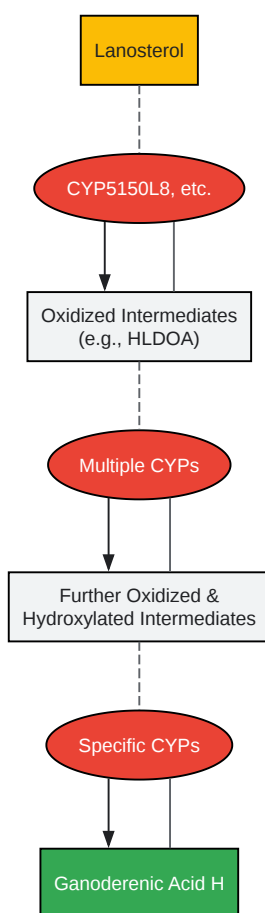 Lanosterol
CYP5150L8, etc.
Oxidized Intermediates
(e.g., HLDOA)
Multiple CYPs
Further Oxidized &
Hydroxylated Intermediates
Specific CYPs
Ganoderenic Acid H